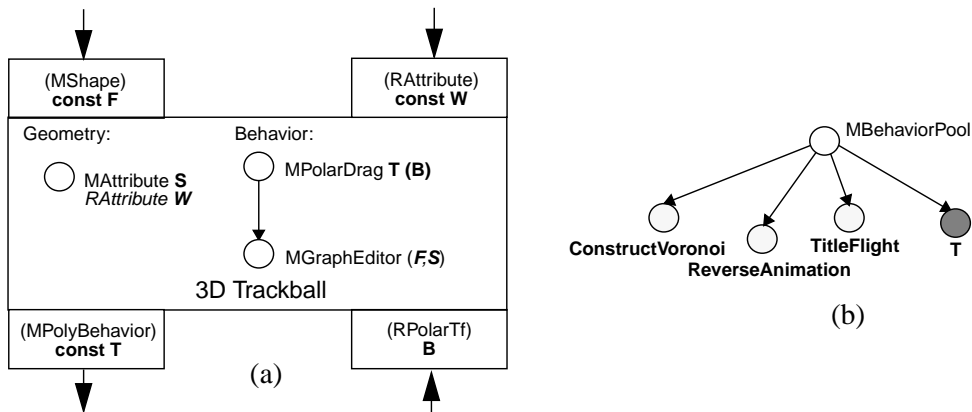 (MShape)
const F
(RAttribute)
const W
Geometry:
Behavior:
MAttribute S
RAttribute W
MPolarDrag T (B)
MGraphEditor (F,S)
3D Trackball
(MPolyBehavior)
const T
(RPolarTf)
B
(a)
MBehaviorPool
ConstructVoronoi
TitleFlight
T
ReverseAnimation
(b)